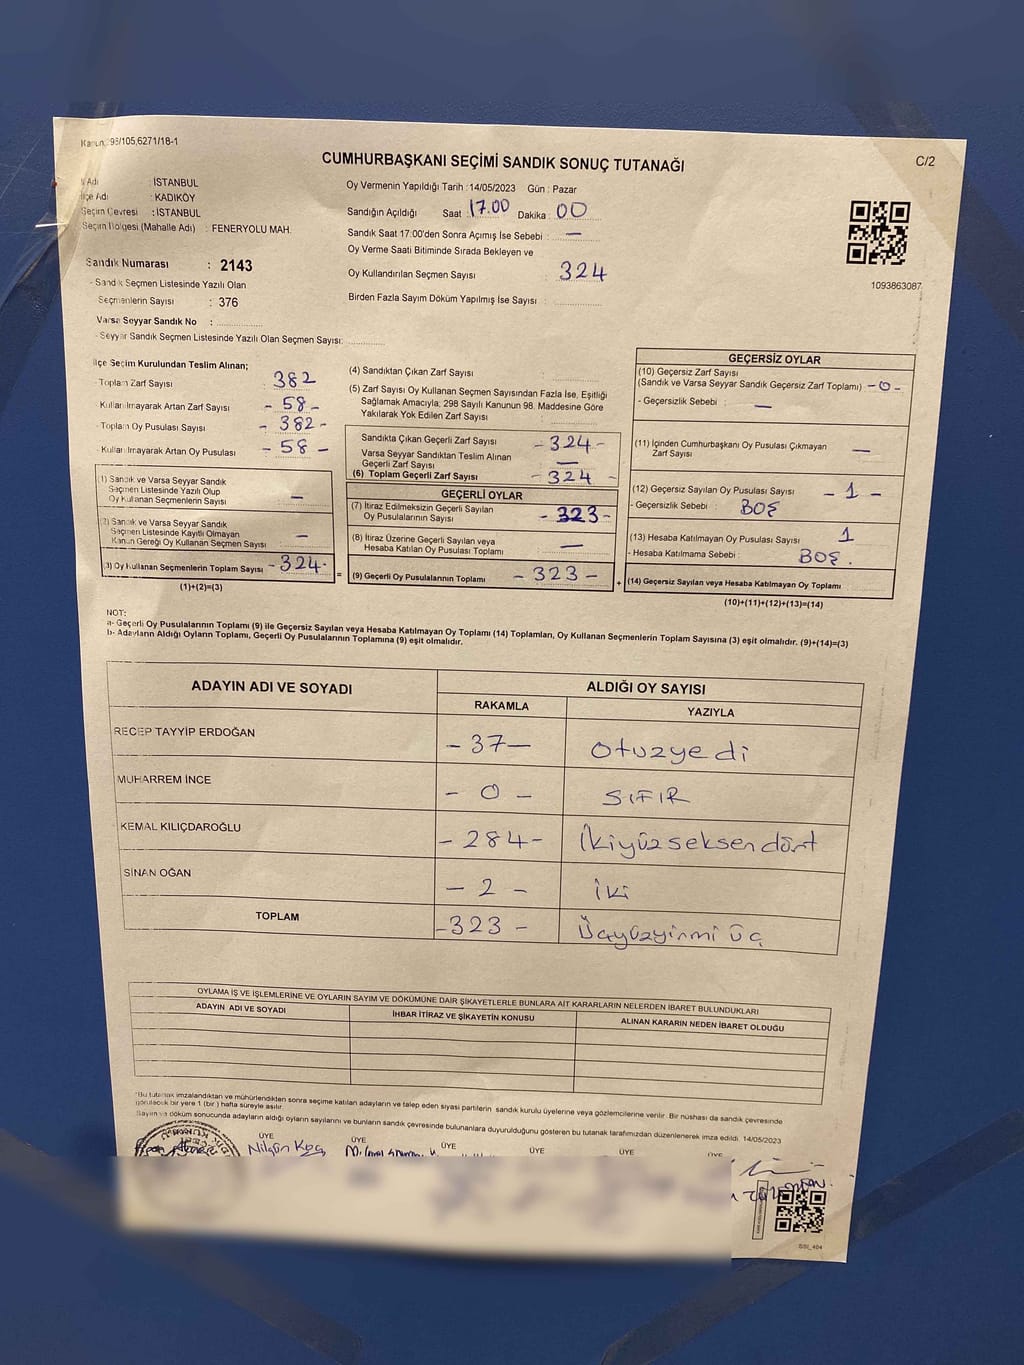 Kanun: 98/105,6271/18-1
CUMHURBAŞKANI SEÇİMİ SANDIK SONUÇ TUTANAĞI
C/2
İl Adı : İSTANBUL
İlçe Adı : KADIKÖY
Seçim Çevresi : İSTANBUL
Seçim Bölgesi (Mahalle Adı) : FENERYOLU MAH.
Sandık Numarası : 2143
- Sandık Seçmen Listesinde Yazılı Olan
Seçmenlerin Sayısı : 376
Varsa Seyyar Sandık No :
- Seyyar Sandık Seçmen Listesinde Yazılı Olan Seçmen Sayısı:
Oy Vermenin Yapıldığı Tarih : 14/05/2023 Gün : Pazar
Sandığın Açıldığı Saat 17.00 Dakika : 00
Sandık Saat 17:00'den Sonra Açımış İse Sebebi : —
Oy Verme Saati Bitiminde Sırada Bekleyen ve
Oy Kullandırılan Seçmen Sayısı : 324
Birden Fazla Sayım Döküm Yapılmış İse Sayısı :
1093863087
İlçe Seçim Kurulundan Teslim Alınan;
- Toplam Zarf Sayısı : 382
- Kullanılmayarak Artan Zarf Sayısı : - 58 -
- Toplam Oy Pusulası Sayısı : - 382 -
- Kullanılmayarak Artan Oy Pusulası : - 58 -
(1) Sandık ve Varsa Seyyar Sandık
Seçmen Listesinde Yazılı Olup
Oy Kullanan Seçmenlerin Sayısı : —
(2) Sandık ve Varsa Seyyar Sandık
Seçmen Listesinde Kayıtlı Olmayan
Kanun Gereği Oy Kullanan Seçmen Sayısı : —
(3) Oy Kullanan Seçmenlerin Toplam Sayısı - 324 -
(1)+(2)=(3)
(4) Sandıktan Çıkan Zarf Sayısı :
(5) Zarf Sayısı Oy Kullanan Seçmen Sayısından Fazla İse, Eşitliği
Sağlamak Amacıyla, 298 Sayılı Kanunun 98. Maddesine Göre
Yakılarak Yok Edilen Zarf Sayısı :
Sandıkta Çıkan Geçerli Zarf Sayısı : - 324 -
Varsa Seyyar Sandıktan Teslim Alınan
Geçerli Zarf Sayısı : —
(6) Toplam Geçerli Zarf Sayısı : - 324 -
GEÇERLİ OYLAR
(7) İtiraz Edilmeksizin Geçerli Sayılan
Oy Pusulalarının Sayısı : - 323 -
(8) İtiraz Üzerine Geçerli Sayılan veya
Hesaba Katılan Oy Pusulası Toplamı : —
(9) Geçerli Oy Pusulalarının Toplamı - 323 -
=
+
GEÇERSİZ OYLAR
(10) Geçersiz Zarf Sayısı
(Sandık ve Varsa Seyyar Sandık Geçersiz Zarf Toplamı) - 0 -
- Geçersizlik Sebebi : —
(11) İçinden Cumhurbaşkanı Oy Pusulası Çıkmayan
Zarf Sayısı : —
(12) Geçersiz Sayılan Oy Pusulası Sayısı : - 1 -
- Geçersizlik Sebebi : BOŞ
(13) Hesaba Katılmayan Oy Pusulası Sayısı : 1
- Hesaba Katılmama Sebebi : BOŞ.
(14) Geçersiz Sayılan veya Hesaba Katılmayan Oy Toplamı
(10)+(11)+(12)+(13)=(14)
NOT:
a- Geçerli Oy Pusulalarının Toplamı (9) ile Geçersiz Sayılan veya Hesaba Katılmayan Oy Toplamı (14) Toplamları, Oy Kullanan Seçmenlerin Toplam Sayısına (3) eşit olmalıdır. (9)+(14)=(3)
b- Adayların Aldığı Oyların Toplamı, Geçerli Oy Pusulalarının Toplamına (9) eşit olmalıdır.
ADAYIN ADI VE SOYADI
ALDIĞI OY SAYISI
RAKAMLA YAZIYLA
RECEP TAYYİP ERDOĞAN - 37 — otuzyedi
MUHARREM İNCE - 0 - SIFIR
KEMAL KILIÇDAROĞLU - 284 - İkiyüzseksendört
SİNAN OĞAN - 2 - iki
TOPLAM - 323 - Üçyüzyirmi üç
OYLAMA İŞ VE İŞLEMLERİNE VE OYLARIN SAYIM VE DÖKÜMÜNE DAİR ŞİKAYETLERLE BUNLARA AİT KARARLARIN NELERDEN İBARET BULUNDUKLARI
ADAYIN ADI VE SOYADI İHBAR İTİRAZ VE ŞİKAYETİN KONUSU ALINAN KARARIN NEDEN İBARET OLDUĞU
*Bu tutanak imzalandıktan ve mühürlendikten sonra seçime katılan adayların ve talep eden siyasi partilerin sandık kurulu üyelerine veya gözlemcilerine verilir. Bir nüshası da sandık çevresinde
görülecek bir yere 1 (bir) hafta süreyle asılır.
Sayım ve döküm sonucunda adayların aldığı oyların sayılarını ve bunların sandık çevresinde bulunanlara duyurulduğunu gösteren bu tutanak tarafımızdan düzenlenerek imza edildi. 14/05/2023
ÜYE ÜYE ÜYE ÜYE ÜYE ÜYE
Nilgün Koç
SSI_404